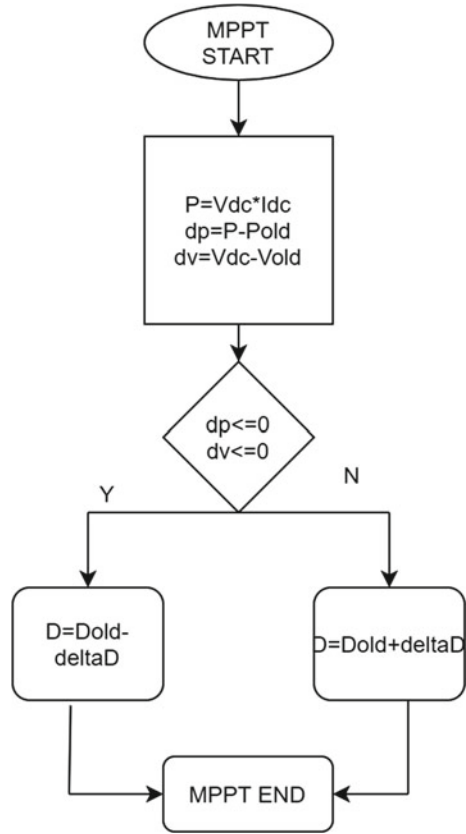 MPPT
START
P=Vdc*Idc
dp=P-Pold
dv=Vdc-Vold
dp<=0
dv<=0
Y
N
D=Dold-
deltaD
D=Dold+deltaD
MPPT END